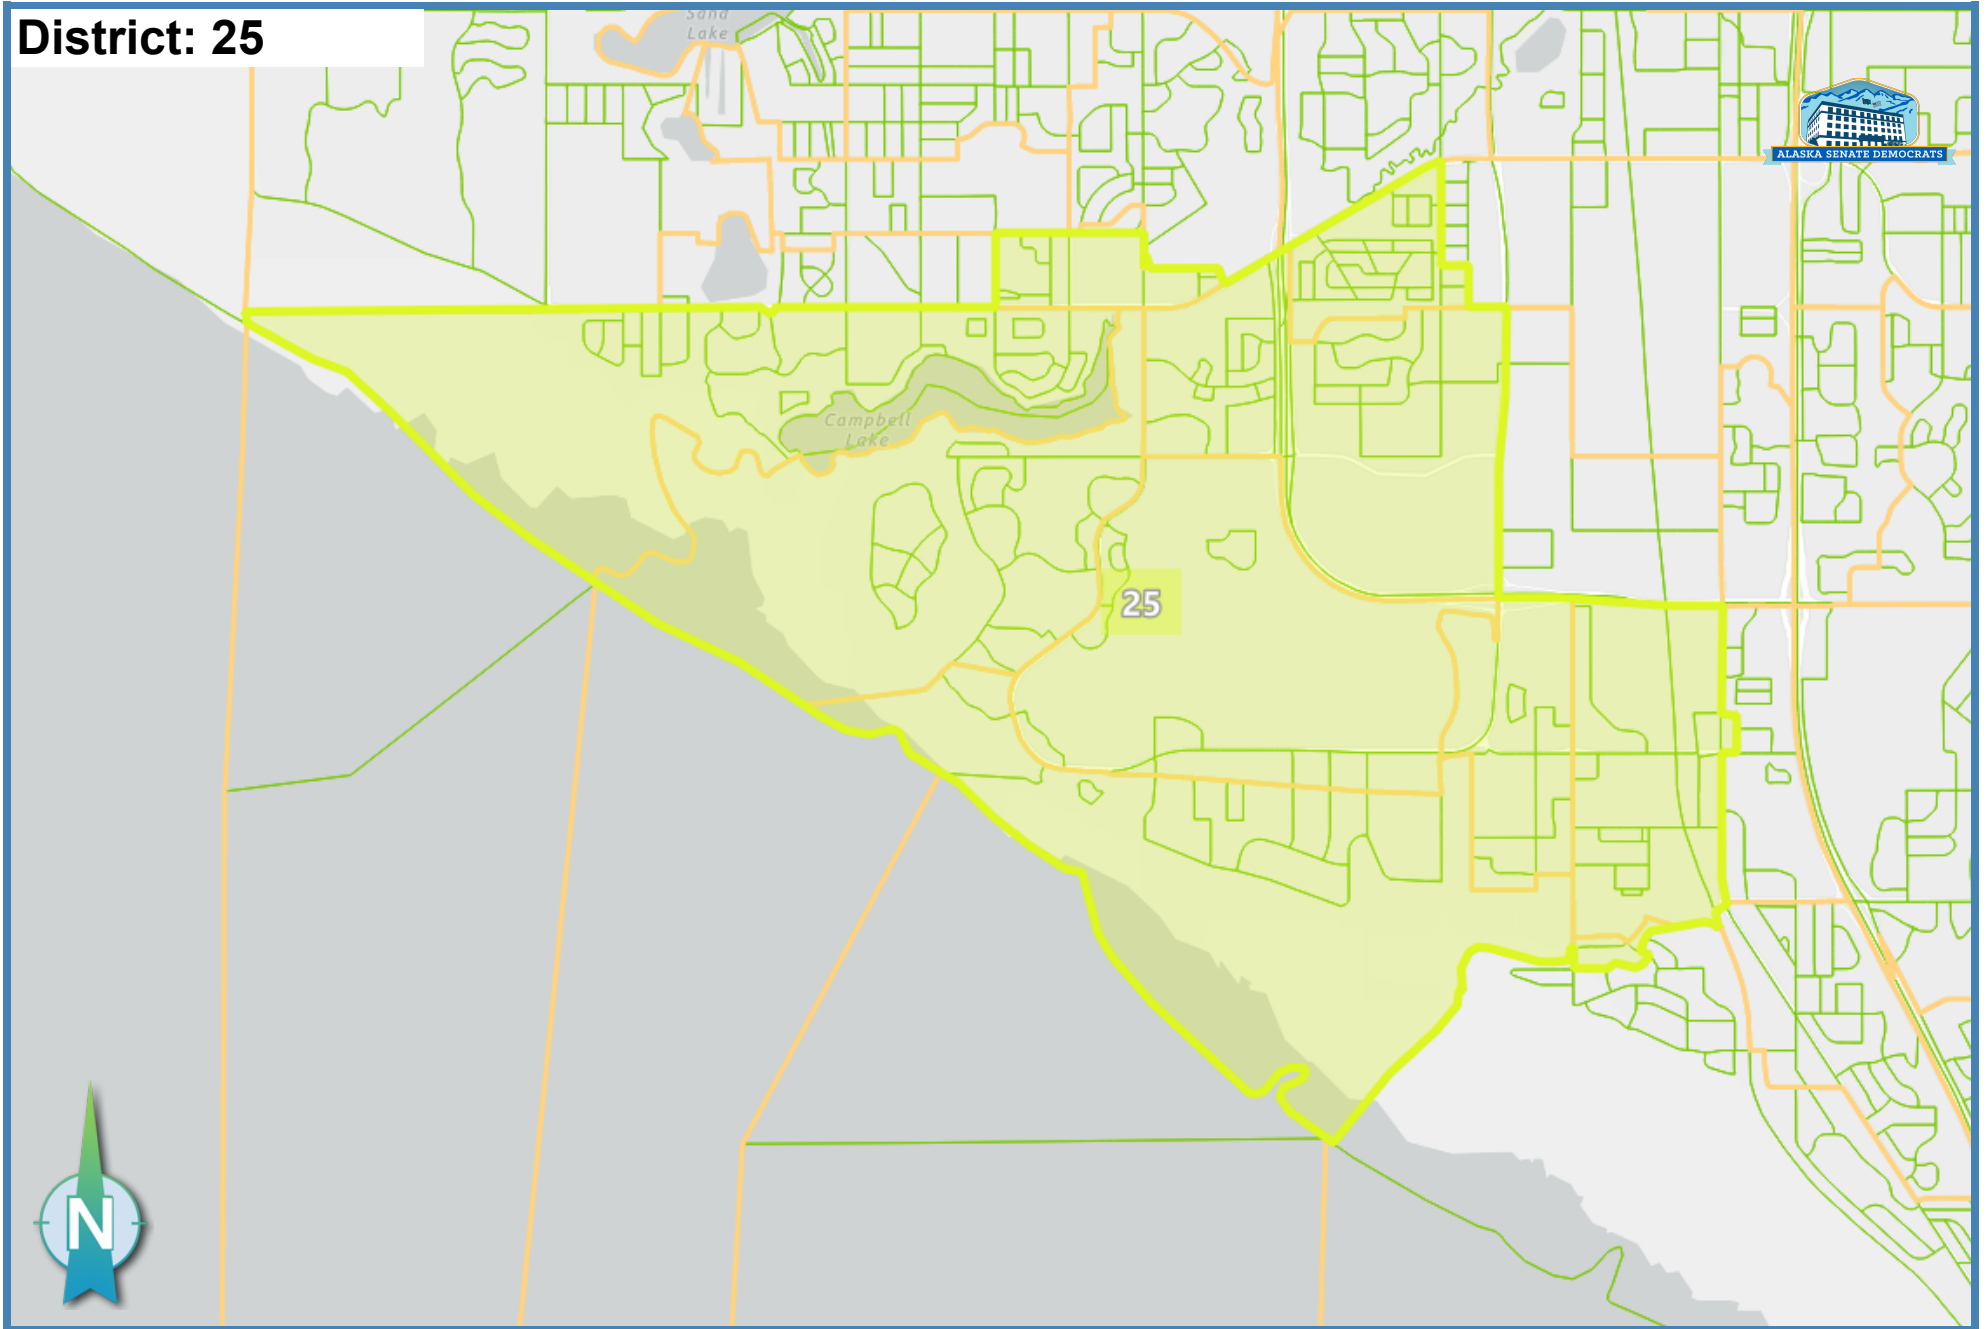 District: 25
Sand
Lake
ALASKA SENATE DEMOCRATS
Campbell
Lake
25
N